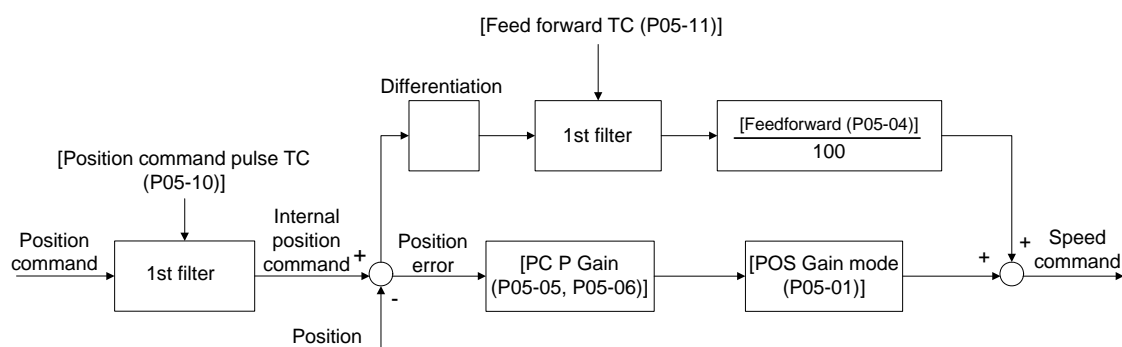 [Feed forward TC (P05-11)]
Differentiation
1st filter
[Feedforward (P05-04)]
100
[Position command pulse TC
(P05-10)]
Position
command
1st filter
Internal
position
command
+
-
Position
Position
error
[PC P Gain
(P05-05, P05-06)]
[POS Gain mode
(P05-01)]
+
+
Speed
command